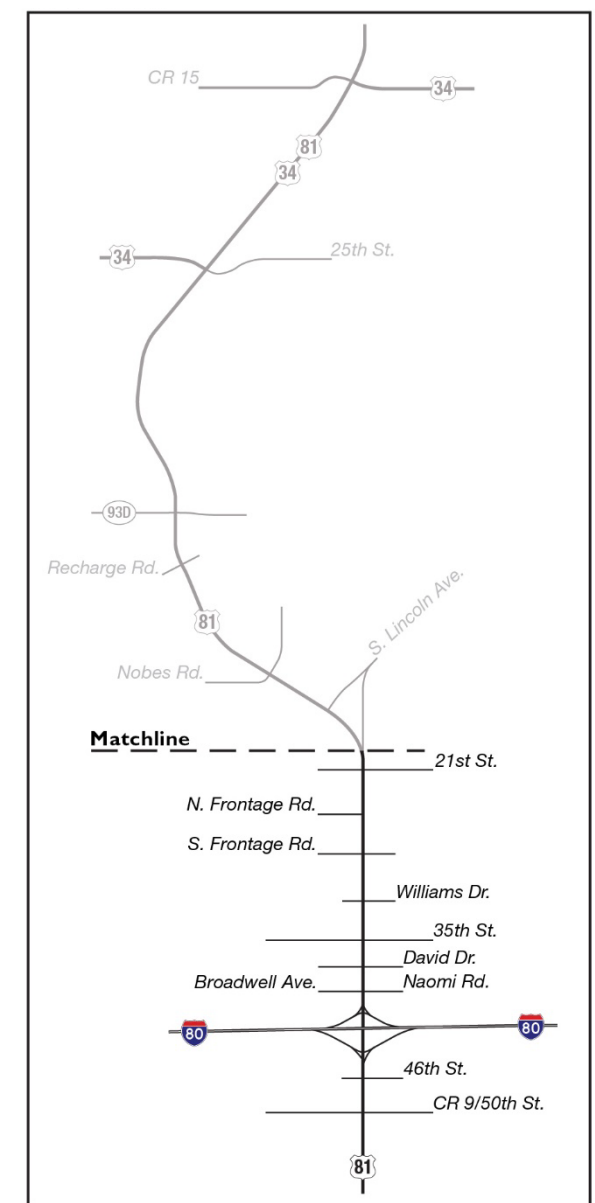 CR 15
34
81
34
34
25th St.
93D
Recharge Rd.
81
S. Lincoln Ave.
Nobes Rd.
Matchline
21st St.
N. Frontage Rd.
S. Frontage Rd.
Williams Dr.
35th St.
David Dr.
Broadwell Ave.
Naomi Rd.
80
80
46th St.
CR 9/50th St.
81